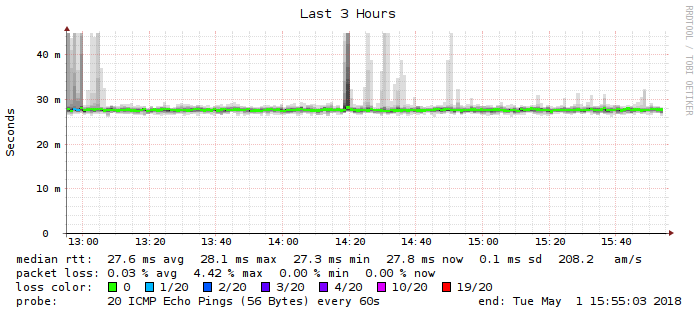 Last 3 Hours
RRDTOOL / TOBI OETIKER
Seconds
40 m
30 m
20 m
10 m
0
13:00 13:20 13:40 14:00 14:20 14:40 15:00 15:20 15:40
median rtt: 27.6 ms avg 28.1 ms max 27.3 ms min 27.8 ms now 0.1 ms sd 208.2 am/s
packet loss: 0.03 % avg 4.42 % max 0.00 % min 0.00 % now
loss color: 0 1/20 2/20 3/20 4/20 10/20 19/20
probe: 20 ICMP Echo Pings (56 Bytes) every 60s end: Tue May 1 15:55:03 2018